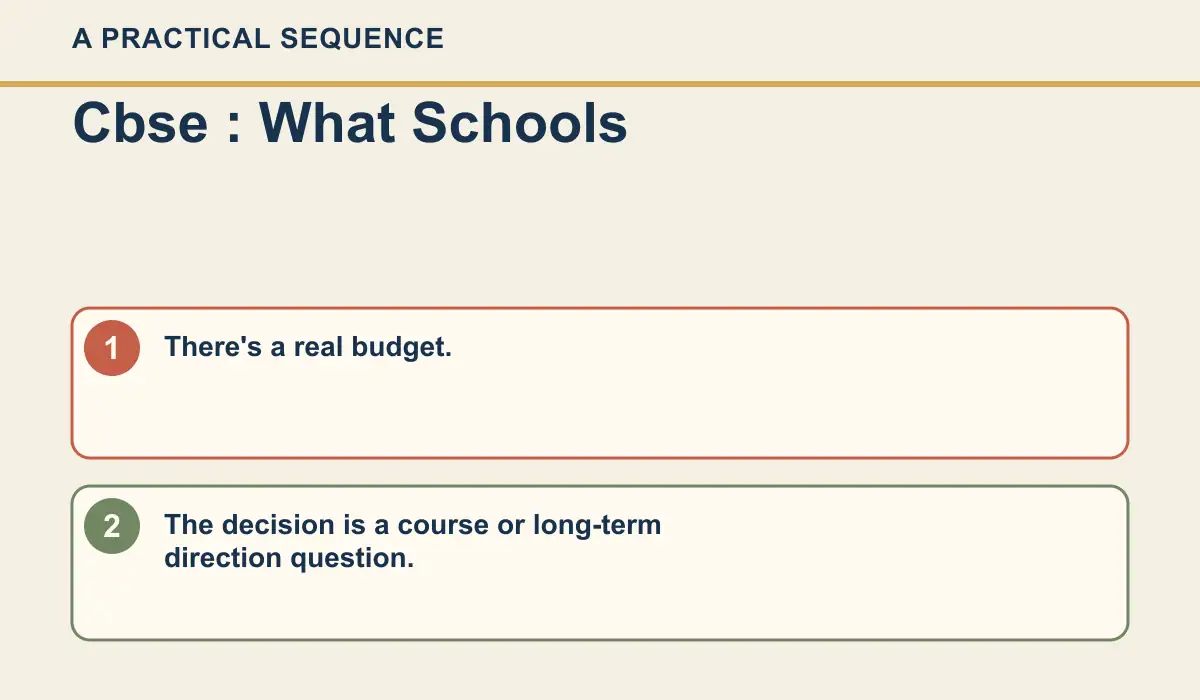 A PRACTICAL SEQUENCE
Cbse : What Schools
1
There's a real budget.
2
The decision is a course or long-term
direction question.